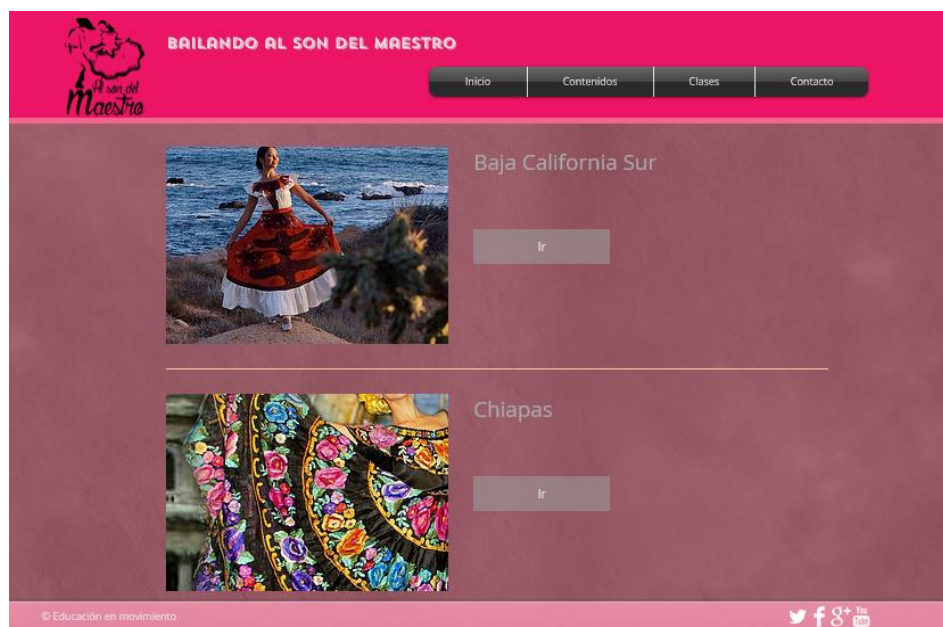 BAILANDO AL SON DEL MAESTRO
Al son del
Maestro
Inicio Contenidos Clases Contacto
Baja California Sur
Ir
Chiapas
Ir
© Educación en movimiento
You
Tube